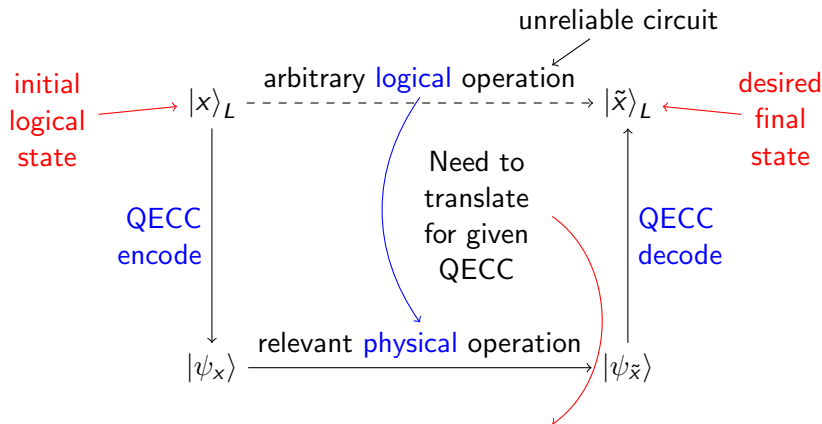 unreliable circuit
initial
logical
state
|x⟩_L
arbitrary logical operation
|x̃⟩_L
desired
final
state
QECC
encode
Need to
translate
for given
QECC
QECC
decode
|ψ_x⟩
relevant physical operation
|ψ_x̃⟩